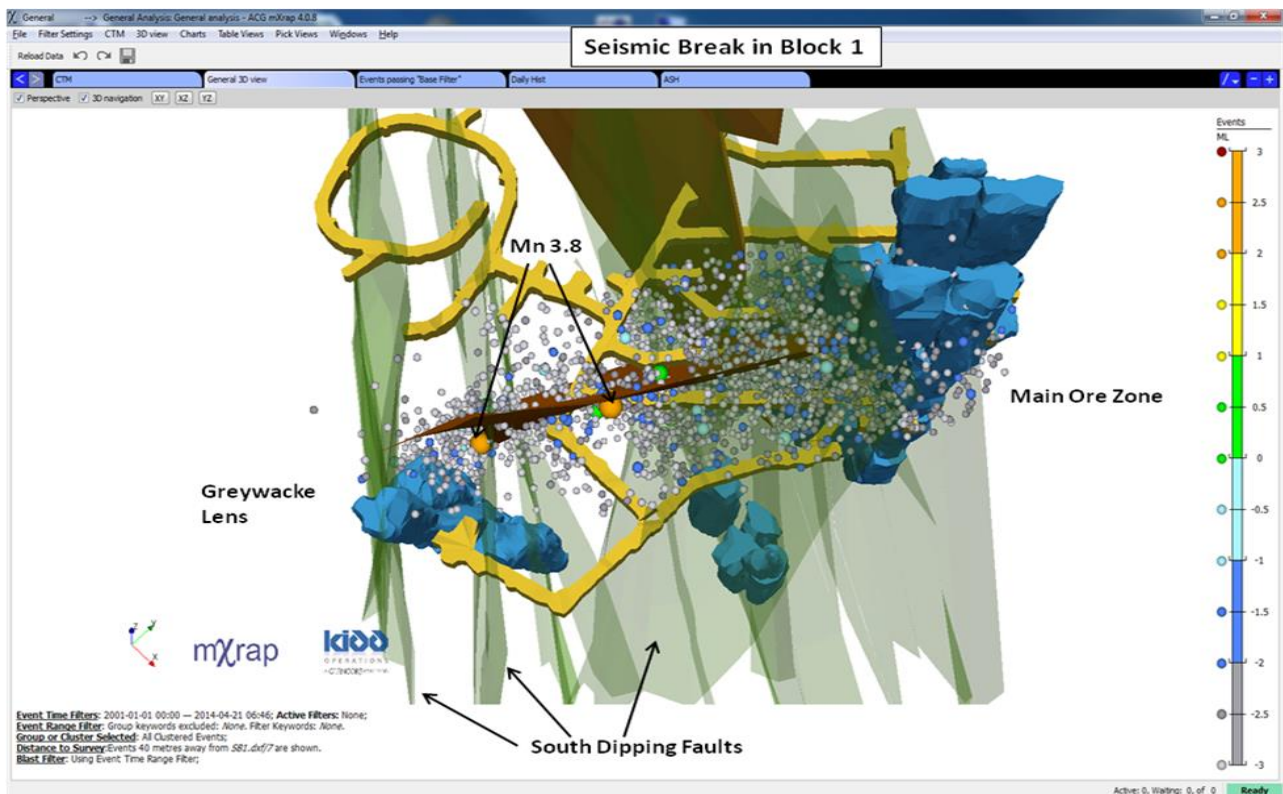 General --> General Analysis: General analysis - ACG mXrap 4.0.8
File Filter Settings CTM 3D view Charts Table Views Pick Views Windows Help
Reload Data
Seismic Break in Block 1
CTM General 3D view Events passing "Base Filter" Daily Hist ASH
Perspective 3D navigation XY XZ YZ
Events
ML
3
2.5
2
1.5
1
0.5
0
-0.5
-1
-1.5
-2
-2.5
-3
Mn 3.8
Main Ore Zone
Greywacke
Lens
z y
x
mXrap
kidd
OPERATIONS
South Dipping Faults
Event Time Filters: 2001-01-01 00:00 — 2014-04-21 06:46; Active Filters: None;
Event Range Filter: Group keywords excluded: None. Filter Keywords: None.
Group or Cluster Selected: All Clustered Events;
Distance to Survey:Events 40 metres away from SB1.dxf/7 are shown.
Blast Filter: Using Event Time Range Filter;
Active: 0, Waiting: 0, of 0 Ready